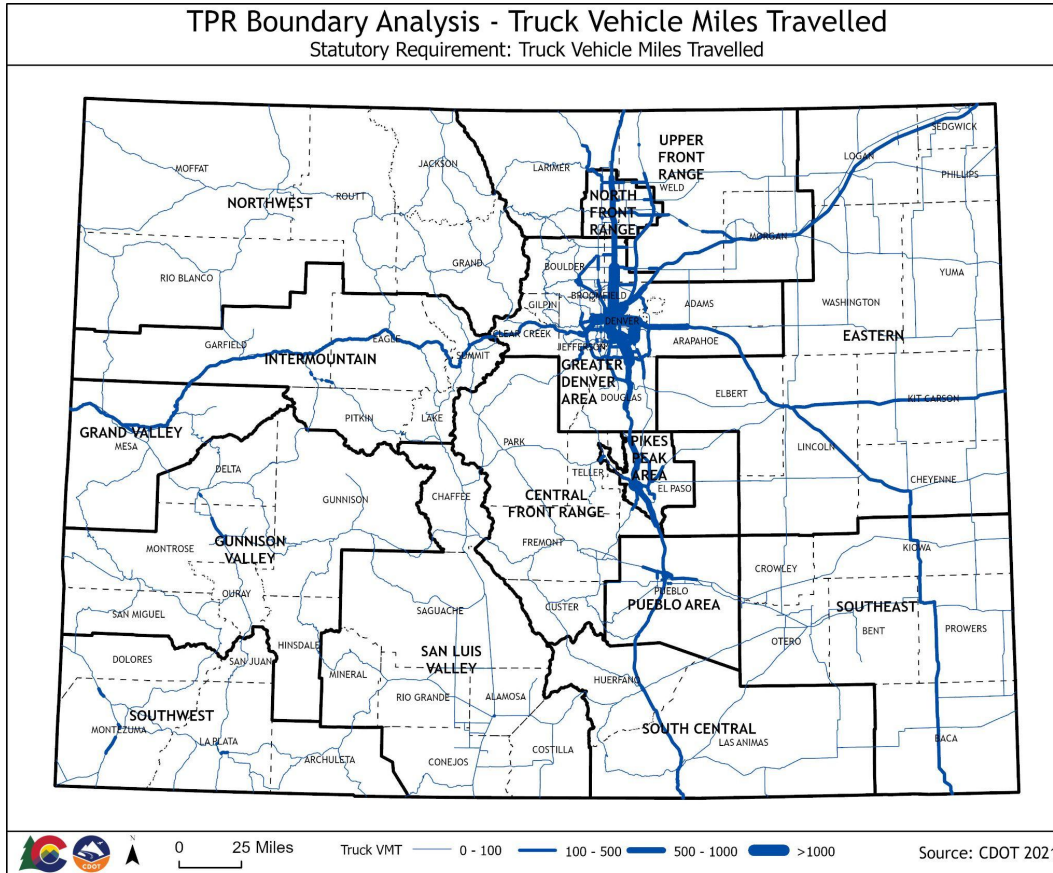 TPR Boundary Analysis - Truck Vehicle Miles Travelled
Statutory Requirement: Truck Vehicle Miles Travelled
SEDGWICK
LOGAN
PHILLIPS
UPPER
FRONT
RANGE
WELD
LARIMER
JACKSON
MOFFAT
ROUTT
NORTHWEST
NORTH
FRONT
RANGE
MORGAN
GRAND
BOULDER
RIO BLANCO
YUMA
BROOMFIELD
GILPIN
ADAMS
WASHINGTON
DENVER
CLEAR CREEK
ARAPAHOE
EASTERN
GARFIELD
EAGLE
JEFFERSON
SUMMIT
INTERMOUNTAIN
GREATER
DENVER
AREA
DOUGLAS
ELBERT
KIT CARSON
PITKIN
LAKE
GRAND VALLEY
MESA
PARK
PIKES
PEAK
AREA
LINCOLN
DELTA
TELLER
CHEYENNE
GUNNISON
CHAFFEE
EL PASO
CENTRAL
FRONT RANGE
GUNNISON
VALLEY
MONTROSE
FREMONT
KIOWA
CROWLEY
OURAY
PUEBLO
PUEBLO AREA
SAN MIGUEL
SAGUACHE
CUSTER
SOUTHEAST
BENT
PROWERS
OTERO
HINSDALE
SAN LUIS
VALLEY
DOLORES
SAN JUAN
MINERAL
HUERFANO
RIO GRANDE
ALAMOSA
SOUTHWEST
MONTEZUMA
LA PLATA
SOUTH CENTRAL
LAS ANIMAS
BACA
COSTILLA
ARCHULETA
CONEJOS
CDOT
N
0 25 Miles
Truck VMT 0 - 100 100 - 500 500 - 1000 >1000
Source: CDOT 2021